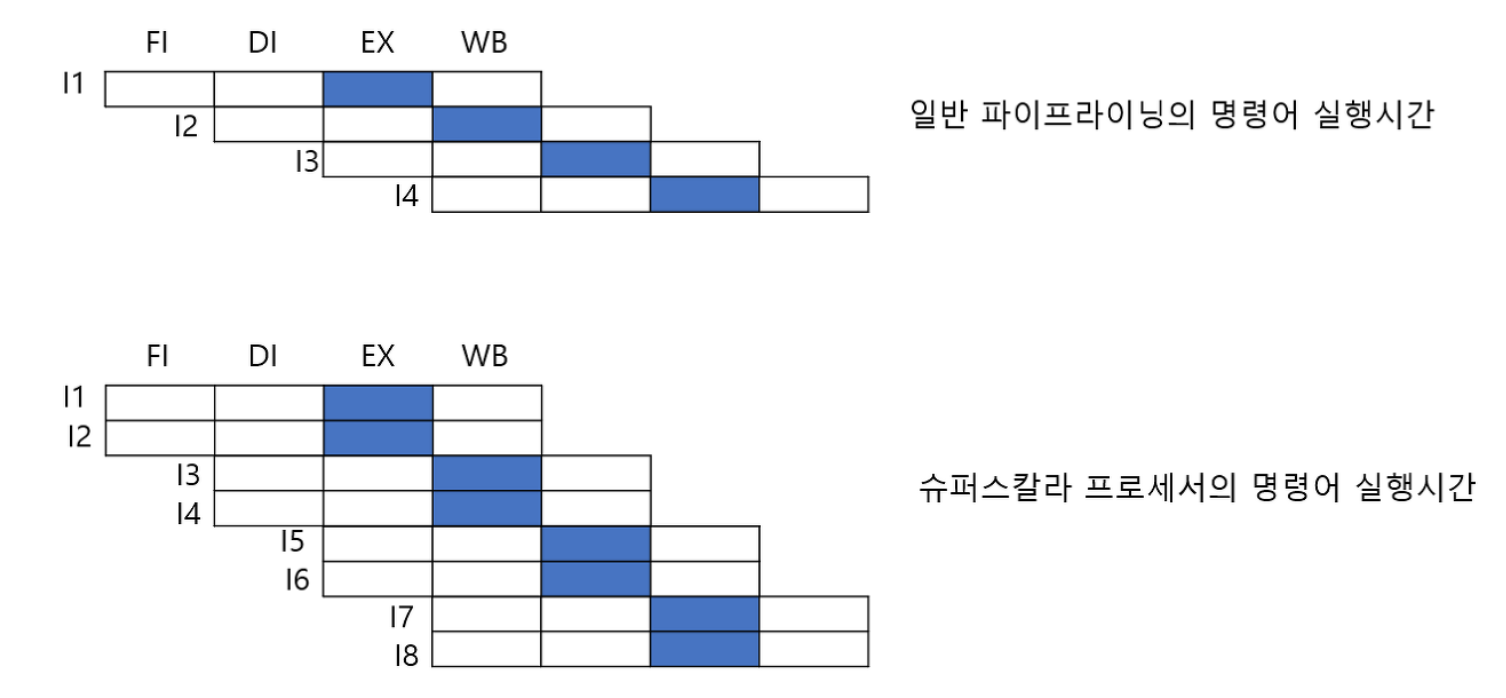 FI DI EX WB
I1
I2
I3
I4
일반 파이프라이닝의 명령어 실행시간
FI DI EX WB
I1
I2
I3
I4
I5
I6
I7
I8
슈퍼스칼라 프로세서의 명령어 실행시간